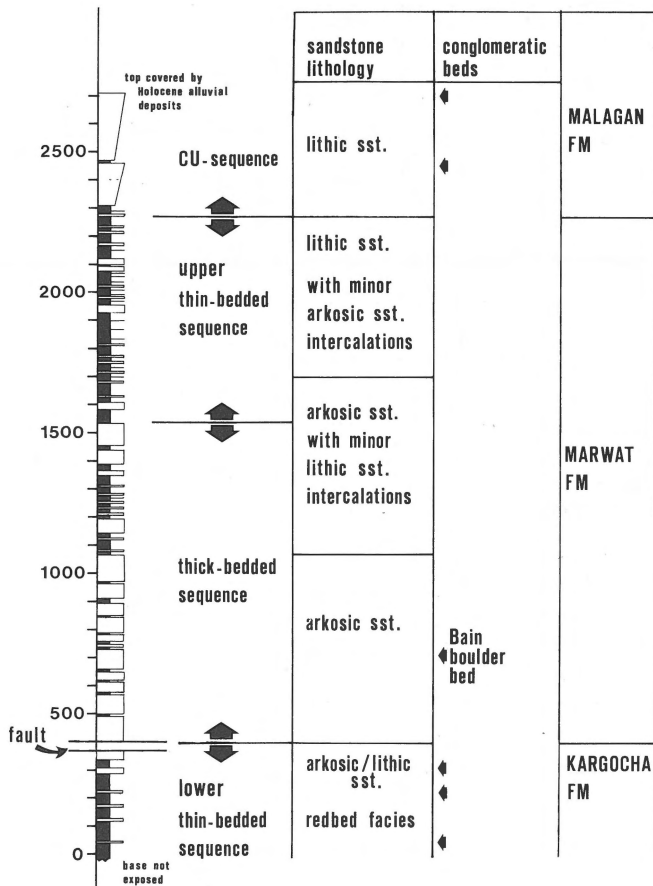 sandstone
lithology
conglomeratic
beds
top covered by
Holocene alluvial
deposits
2500
2000
1500
1000
500
0
fault
base not
exposed
CU-sequence
upper
thin-bedded
sequence
thick-bedded
sequence
lower
thin-bedded
sequence
lithic sst.
lithic sst.
with minor
arkosic sst.
intercalations
arkosic sst.
with minor
lithic sst.
intercalations
arkosic sst.
arkosic/lithic
sst.
redbed facies
Bain
boulder
bed
MALAGAN
FM
MARWAT
FM
KARGOCHA
FM